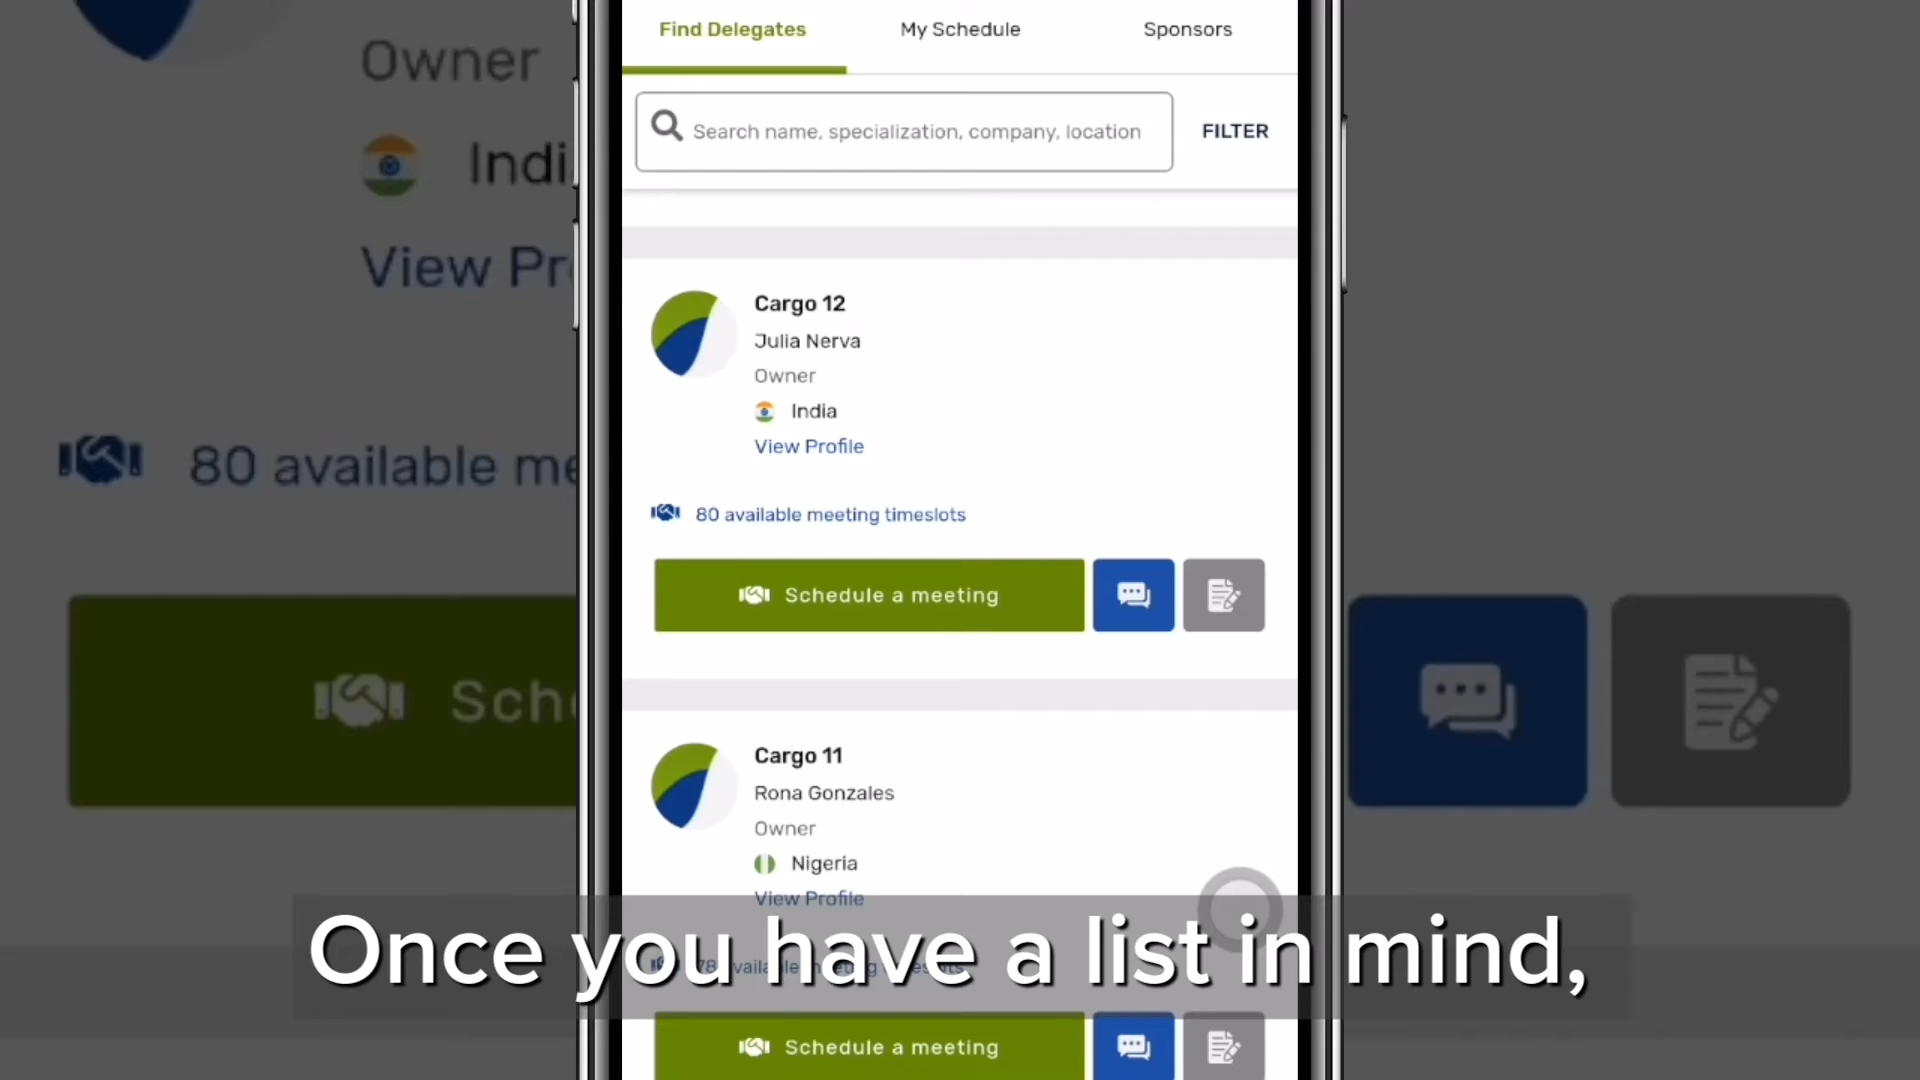 Find Delegates
My Schedule
Sponsors
Search name, specialization, company, location
FILTER
Owner
Indi
View Pr
80 available me
Sch
Cargo 12
Julia Nerva
Owner
India
View Profile
80 available meeting timeslots
Schedule a meeting
Cargo 11
Rona Gonzales
Owner
Nigeria
View Profile
Once you have a list in mind,
Schedule a meeting